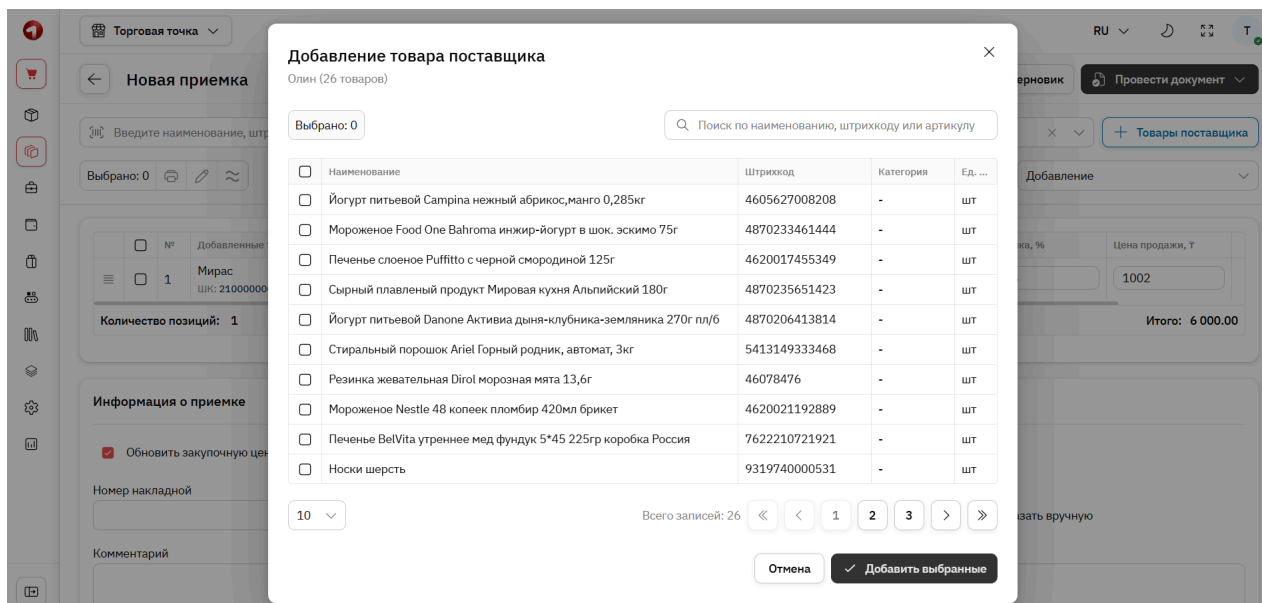 Торговая точка
RU
T
Новая приемка
Провести документ
Введите наименование,
Товары поставщика
Выбрано: 0
Добавление
№
Добавленные
Цена продажи, ₸
1
Мирас
ШК: 21000000
1002
Количество позиций: 1
Итого: 6 000.00
Информация о приемке
Обновить закупочную
Номер накладной
вручную
Комментарий
Добавление товара поставщика
Олин (26 товаров)
Выбрано: 0
Поиск по наименованию, штрихкоду или артикулу
Наименование Штрихкод Категория Ед. ...
Йогурт питьевой Campina нежный абрикос,манго 0,285кг 4605627008208 - шт
Мороженое Food One Bahroma инжир-йогурт в шок. эскимо 75г 4870233461444 - шт
Печенье слоеное Puffitto с черной смородиной 125г 4620017455349 - шт
Сырный плавленый продукт Мировая кухня Альпийский 180г 4870235651423 - шт
Йогурт питьевой Danone Активиа дыня-клубника-земляника 270г пл/б 4870206413814 - шт
Стиральный порошок Ariel Горный родник, автомат, 3кг 5413149333468 - шт
Резинка жевательная Dirol морозная мята 13,6г 46078476 - шт
Мороженое Nestle 48 копеек пломбир 420мл брикет 4620021192889 - шт
Печенье BelVita утреннее мед фундук 5*45 225гр коробка Россия 7622210721921 - шт
Носки шерсть 9319740000531 - шт
10
Всего записей: 26 1 2 3
Отмена
Добавить выбранные